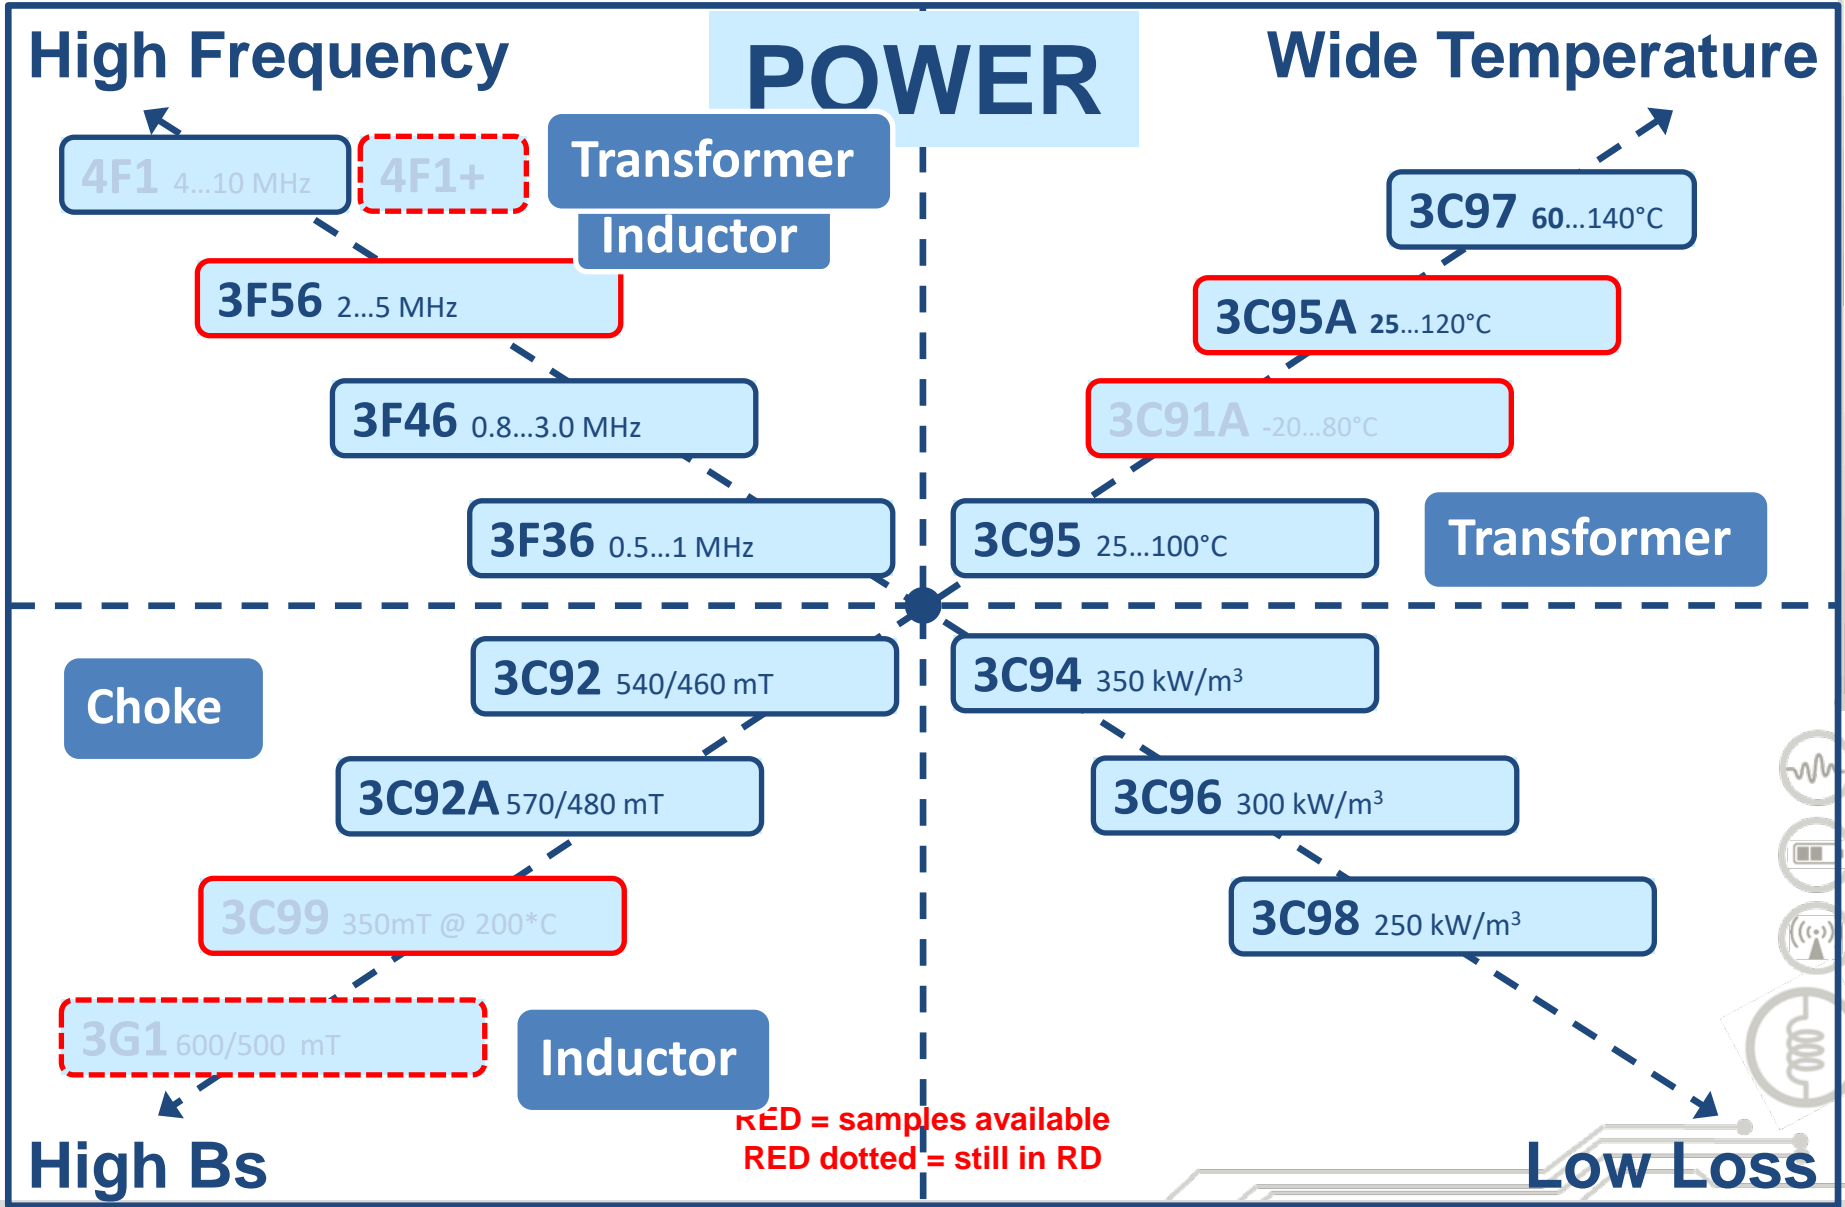 POWER
High Frequency
Wide Temperature
4F1 4...10 MHz
4F1+
Transformer
Inductor
3F56 2...5 MHz
3F46 0.8...3.0 MHz
3F36 0.5...1 MHz
3C97 60...140°C
3C95A 25...120°C
3C91A -20...80°C
3C95 25...100°C
Transformer
Choke
3C92 540/460 mT
3C92A 570/480 mT
3C99 350mT @ 200*C
3G1 600/500 mT
Inductor
High Bs
3C94 350 kW/m³
3C96 300 kW/m³
3C98 250 kW/m³
Low Loss
RED = samples available
RED dotted = still in RD